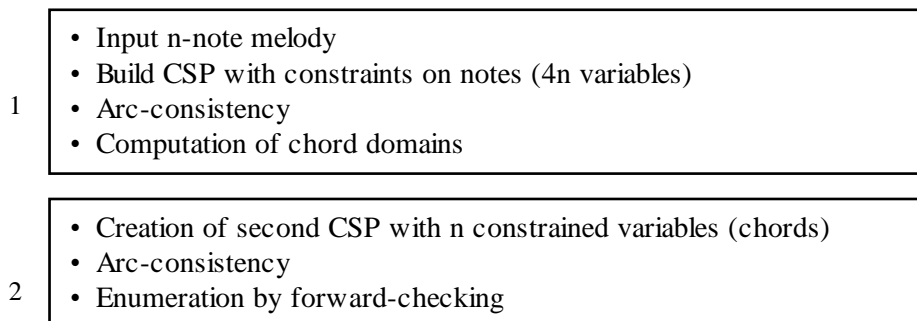 • Input n-note melody
• Build CSP with constraints on notes (4n variables)
1
• Arc-consistency
• Computation of chord domains
• Creation of second CSP with n constrained variables (chords)
• Arc-consistency
2
• Enumeration by forward-checking